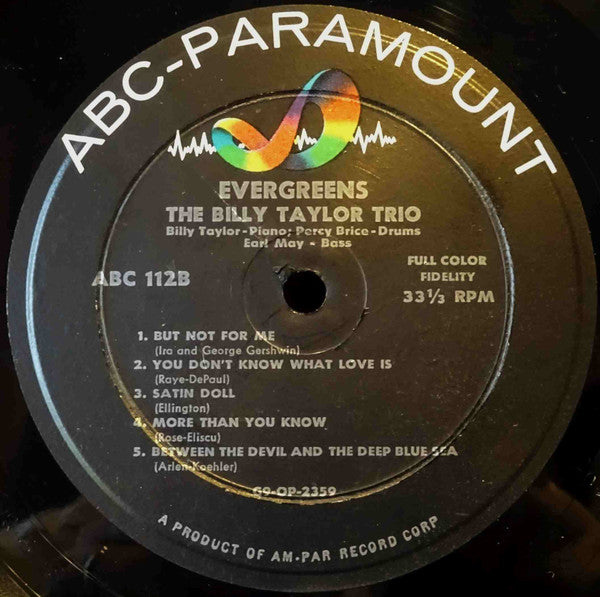 ABC-PARAMOUNT
EVERGREENS
THE BILLY TAYLOR TRIO
Billy Taylor-Piano; Percy Brice-Drums
Earl May - Bass
ABC 112B
FULL COLOR
FIDELITY
33⅓ RPM
1. BUT NOT FOR ME
(Ira and George Gershwin)
2. YOU DON'T KNOW WHAT LOVE IS
(Raye-DePaul)
3. SATIN DOLL
(Ellington)
4. MORE THAN YOU KNOW
(Rose-Eliscu)
5. BETWEEN THE DEVIL AND THE DEEP BLUE SEA
(Arlen-Koehler)
G9-OP-2359
A PRODUCT OF AM-PAR RECORD CORP